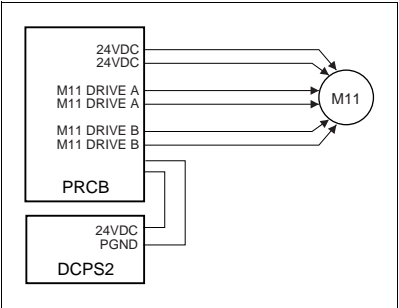 24VDC
24VDC
M11 DRIVE A
M11 DRIVE A
M11 DRIVE B
M11 DRIVE B
PRCB
M11
24VDC
PGND
DCPS2